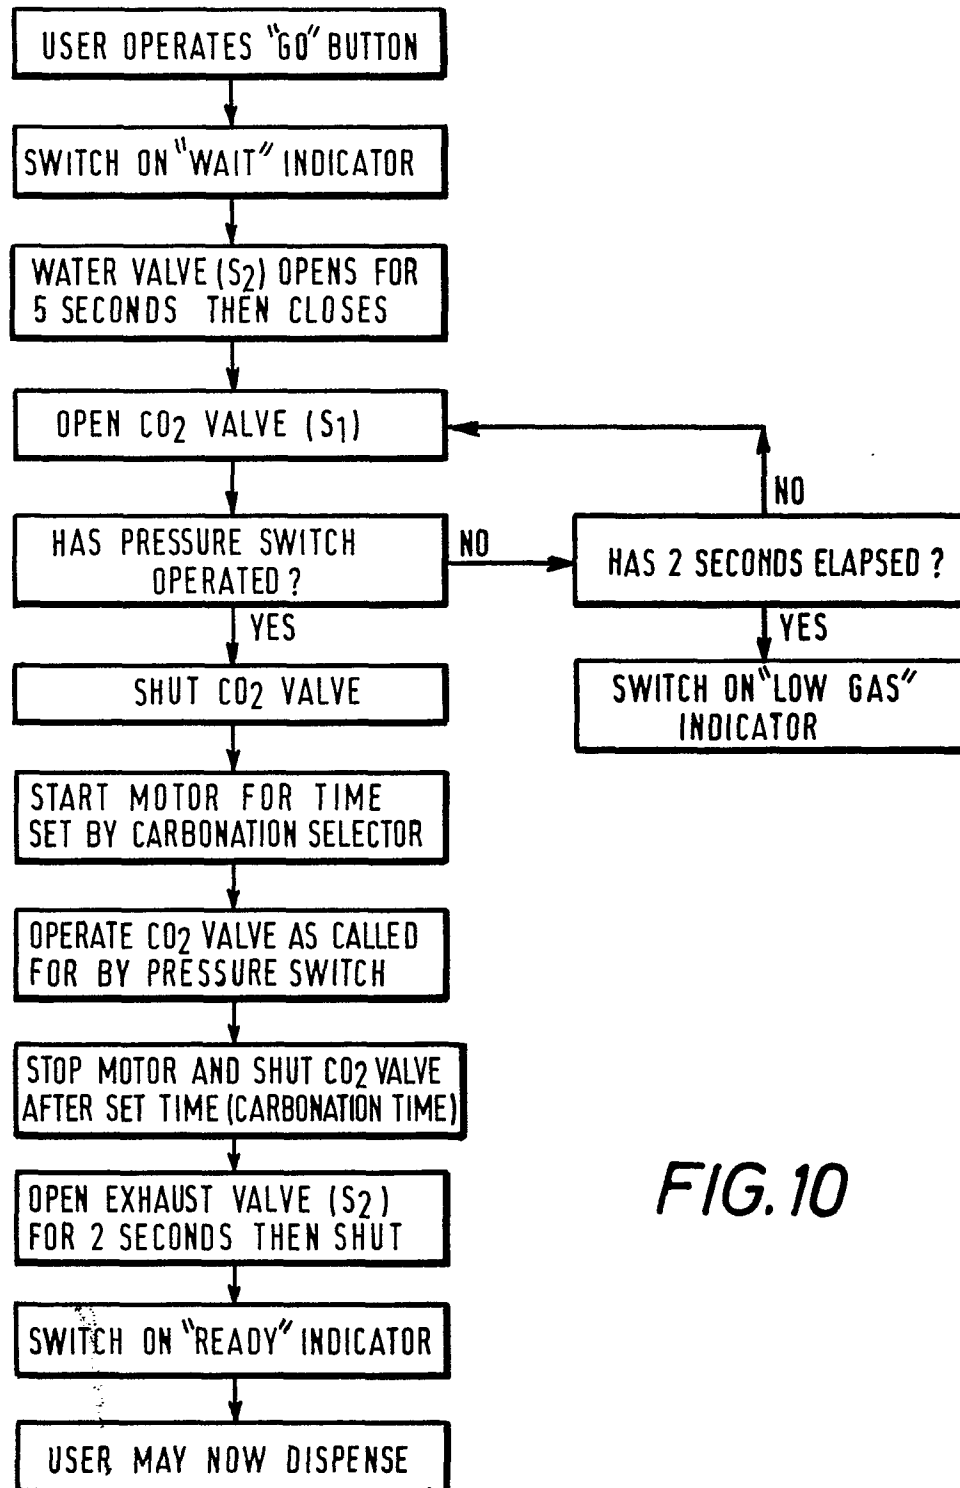 USER OPERATES "GO" BUTTON
SWITCH ON "WAIT" INDICATOR
WATER VALVE (S2) OPENS FOR
5 SECONDS THEN CLOSES
OPEN CO2 VALVE (S1)
HAS PRESSURE SWITCH
OPERATED ?
NO
HAS 2 SECONDS ELAPSED ?
NO
YES
SWITCH ON "LOW GAS"
INDICATOR
YES
SHUT CO2 VALVE
START MOTOR FOR TIME
SET BY CARBONATION SELECTOR
OPERATE CO2 VALVE AS CALLED
FOR BY PRESSURE SWITCH
STOP MOTOR AND SHUT CO2 VALVE
AFTER SET TIME (CARBONATION TIME)
OPEN EXHAUST VALVE (S2)
FOR 2 SECONDS THEN SHUT
SWITCH ON "READY" INDICATOR
USER MAY NOW DISPENSE
FIG. 10